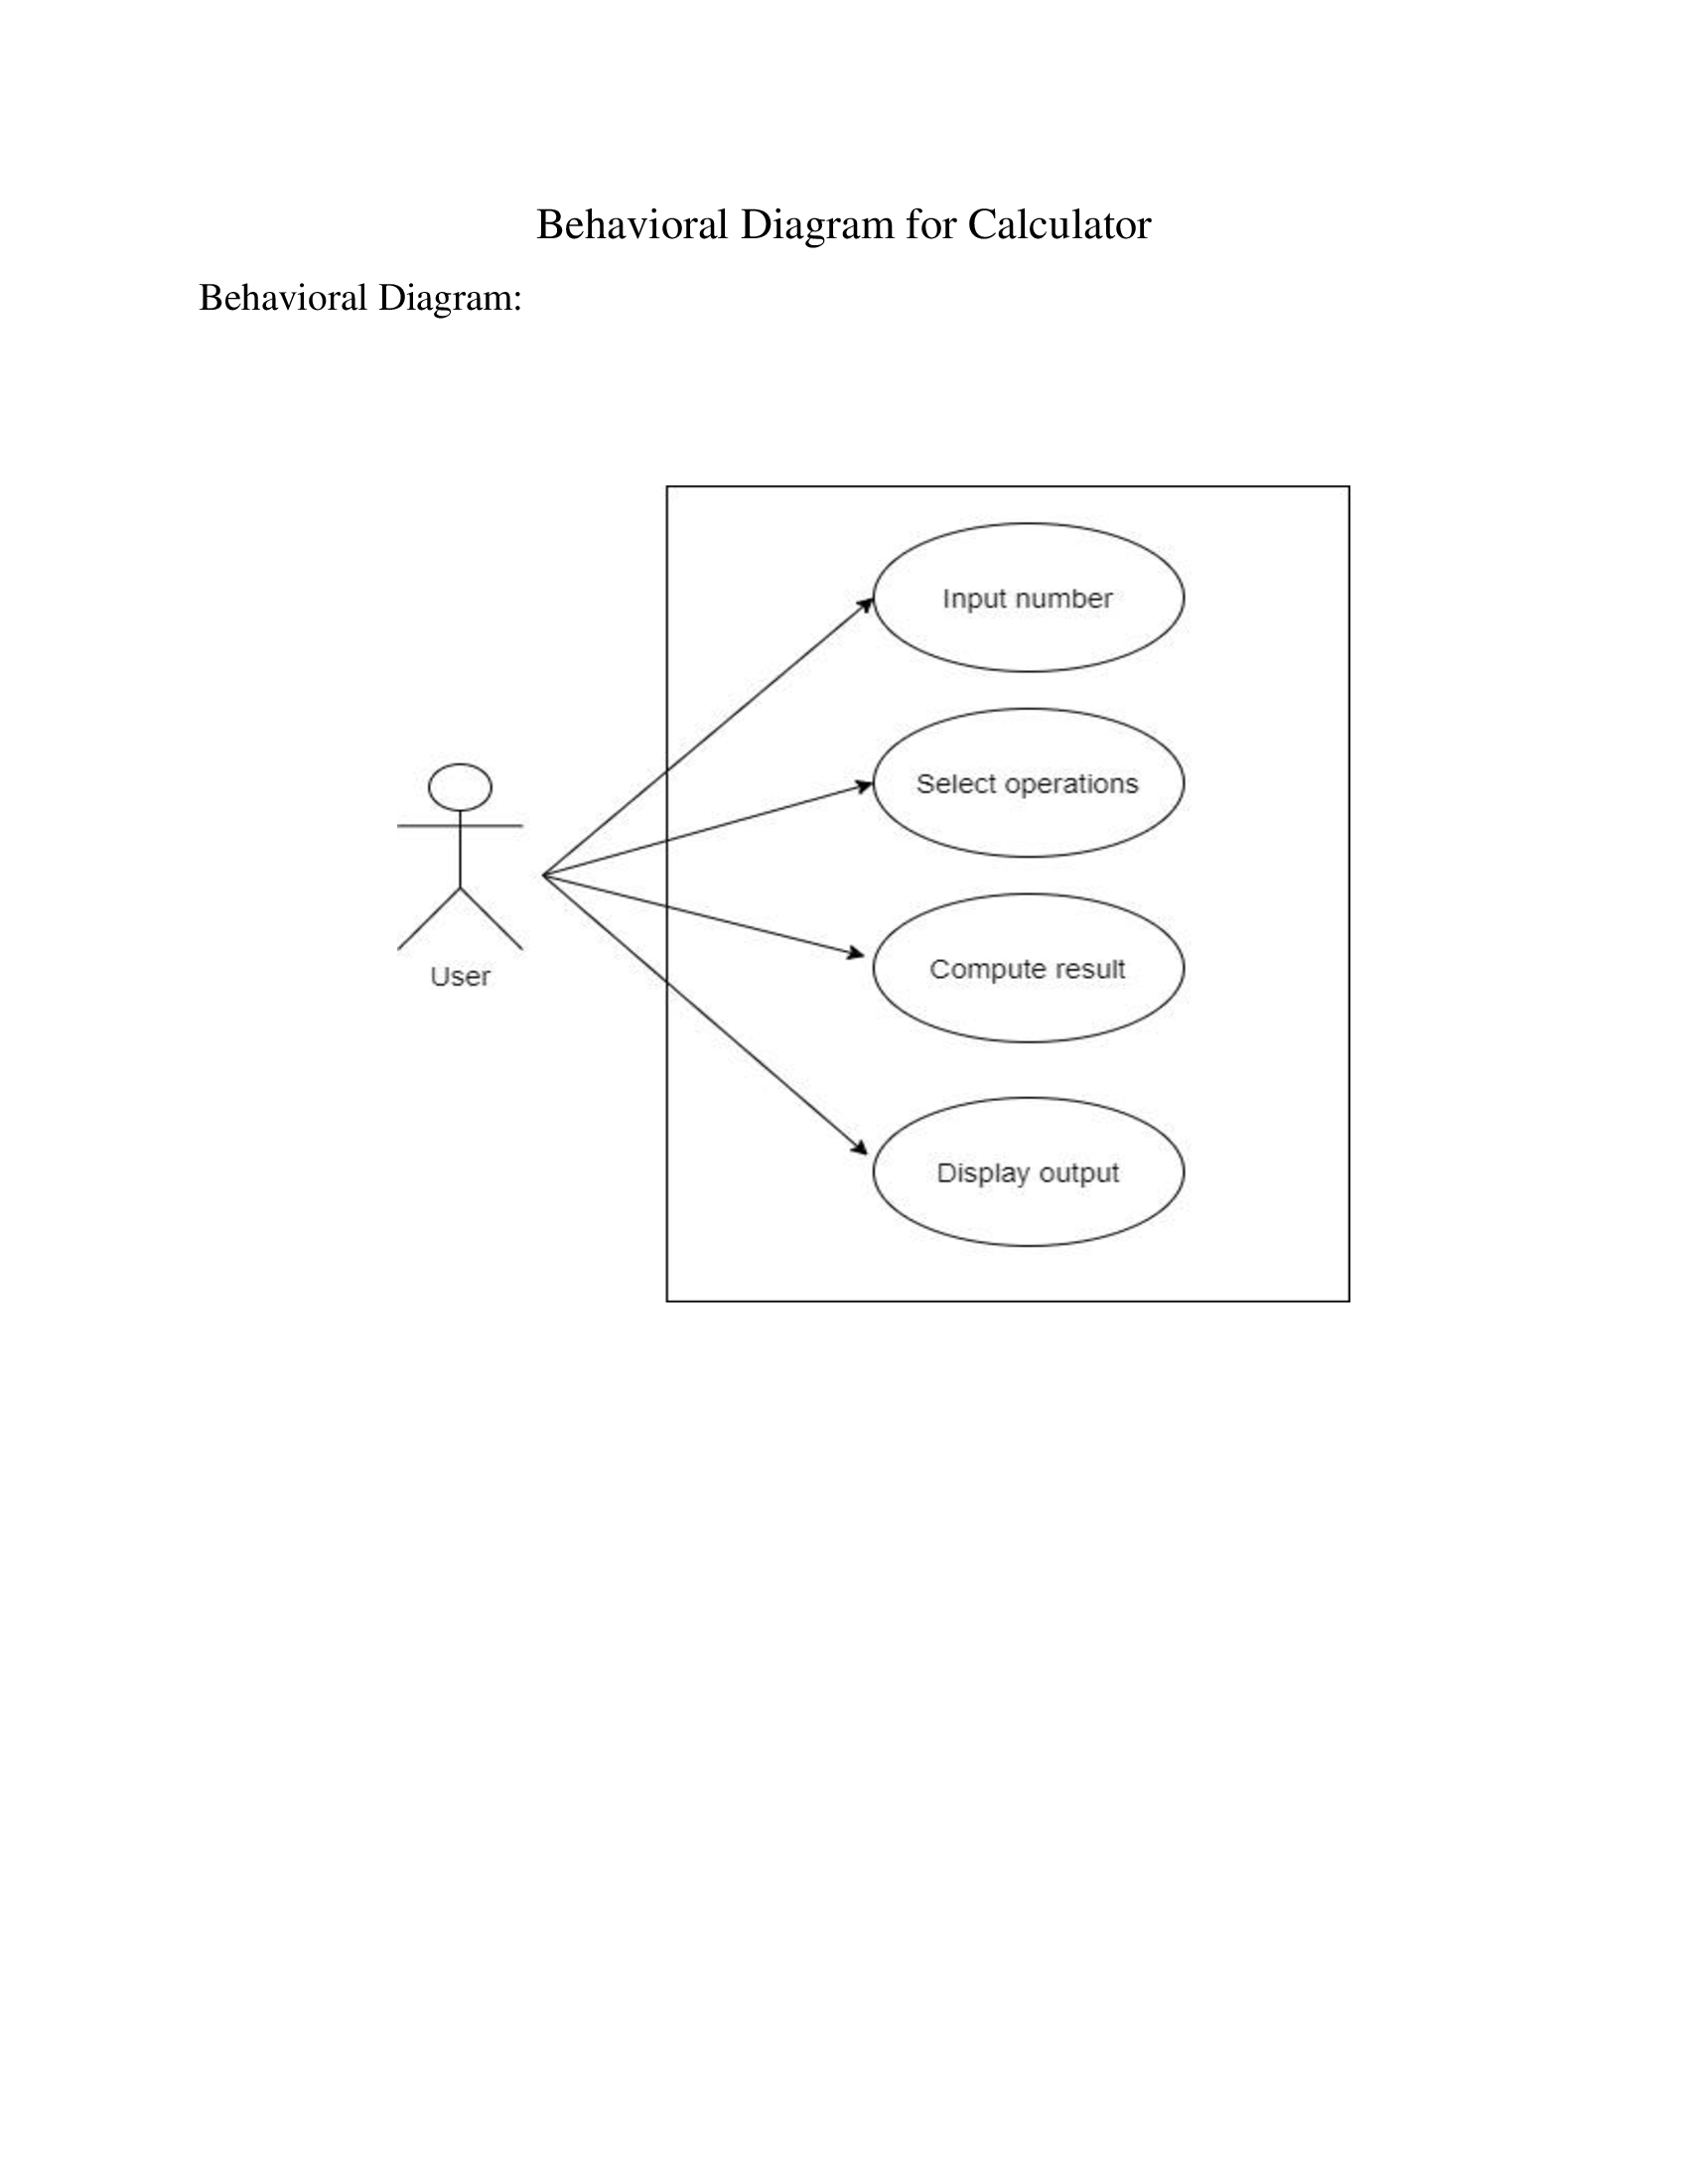 Behavioral Diagram for Calculator
Behavioral Diagram:
Input number
Select operations
Compute result
User
Display output